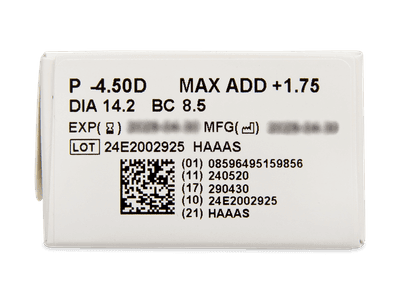 P -4.50D MAX ADD +1.75
DIA 14.2 BC 8.5
EXP( ) MFG( )
LOT 24E2002925 HAAAS
(01) 08596495159856
(11) 240520
(17) 290430
(10) 24E2002925
(21) HAAAS